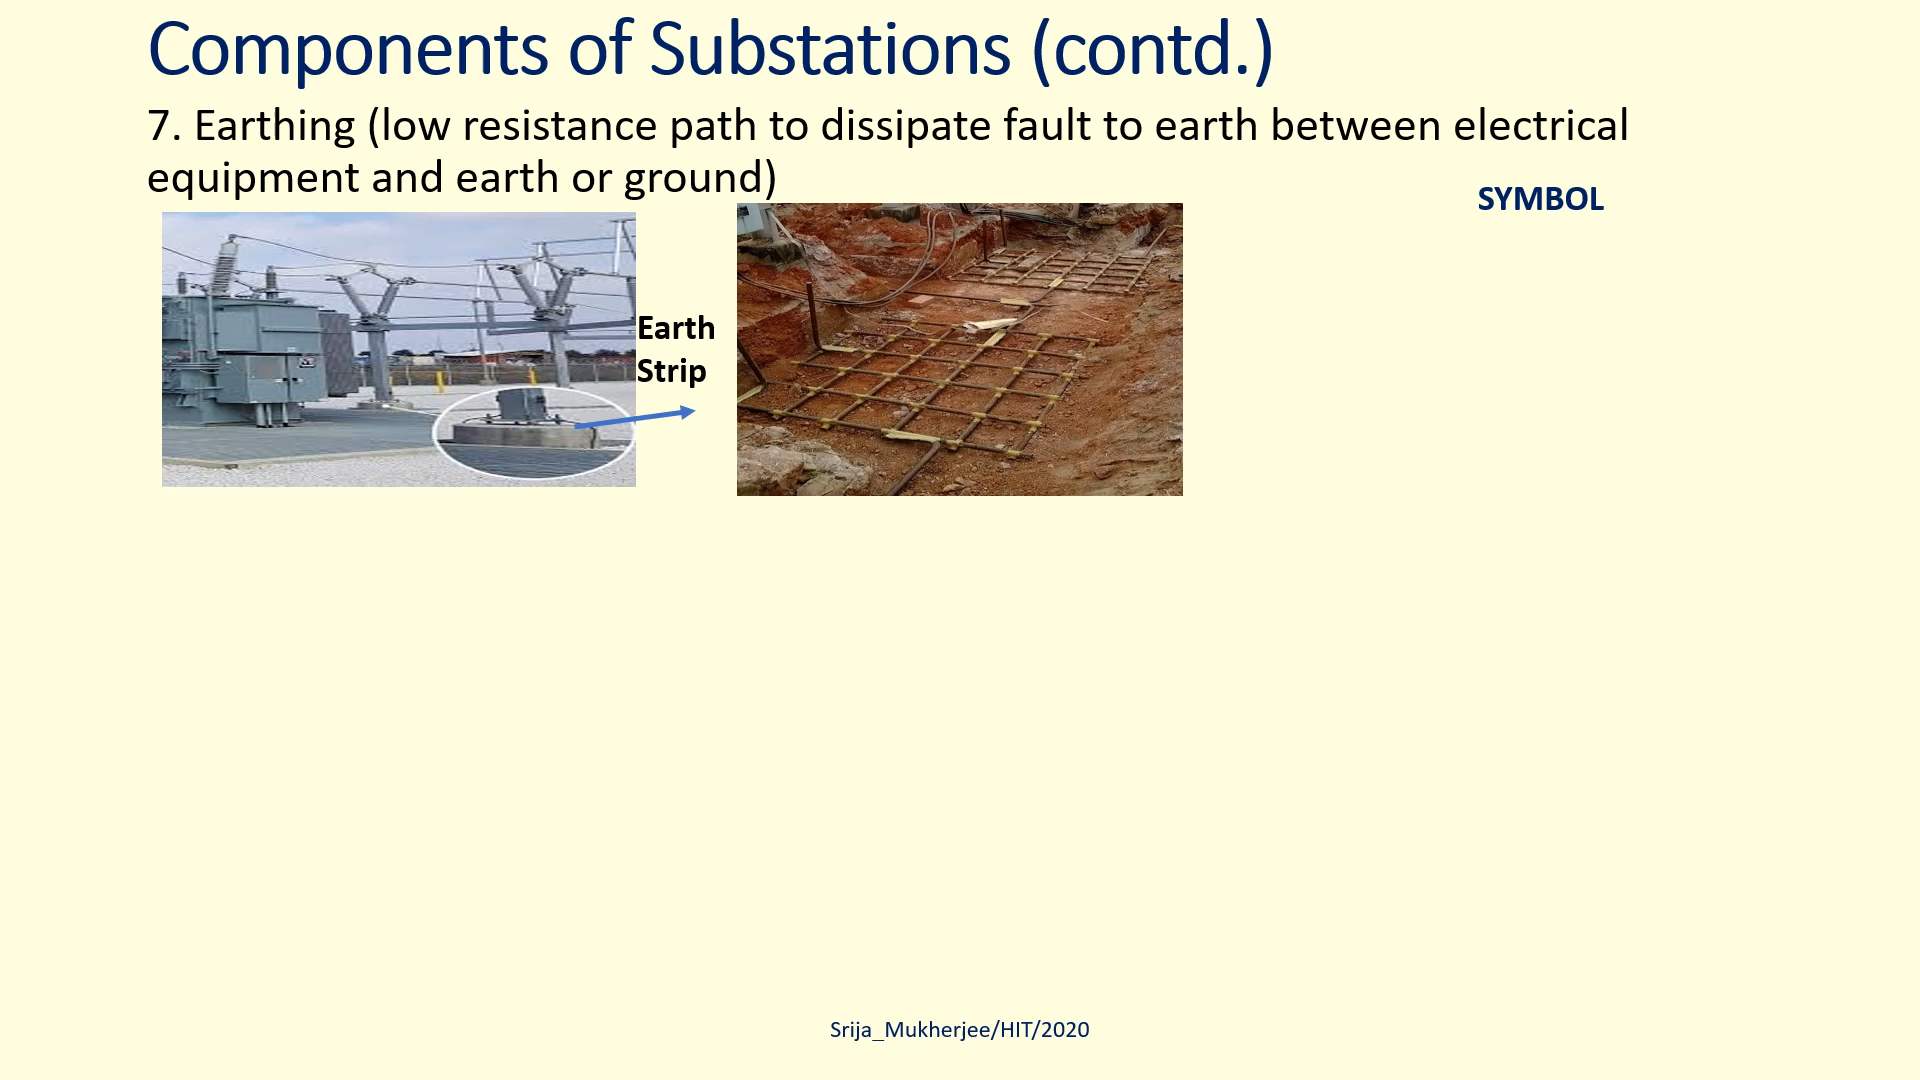 Components of Substations (contd.)
7. Earthing (low resistance path to dissipate fault to earth between electrical
equipment and earth or ground)
SYMBOL
Earth
Strip
Srija_Mukherjee/HIT/2020